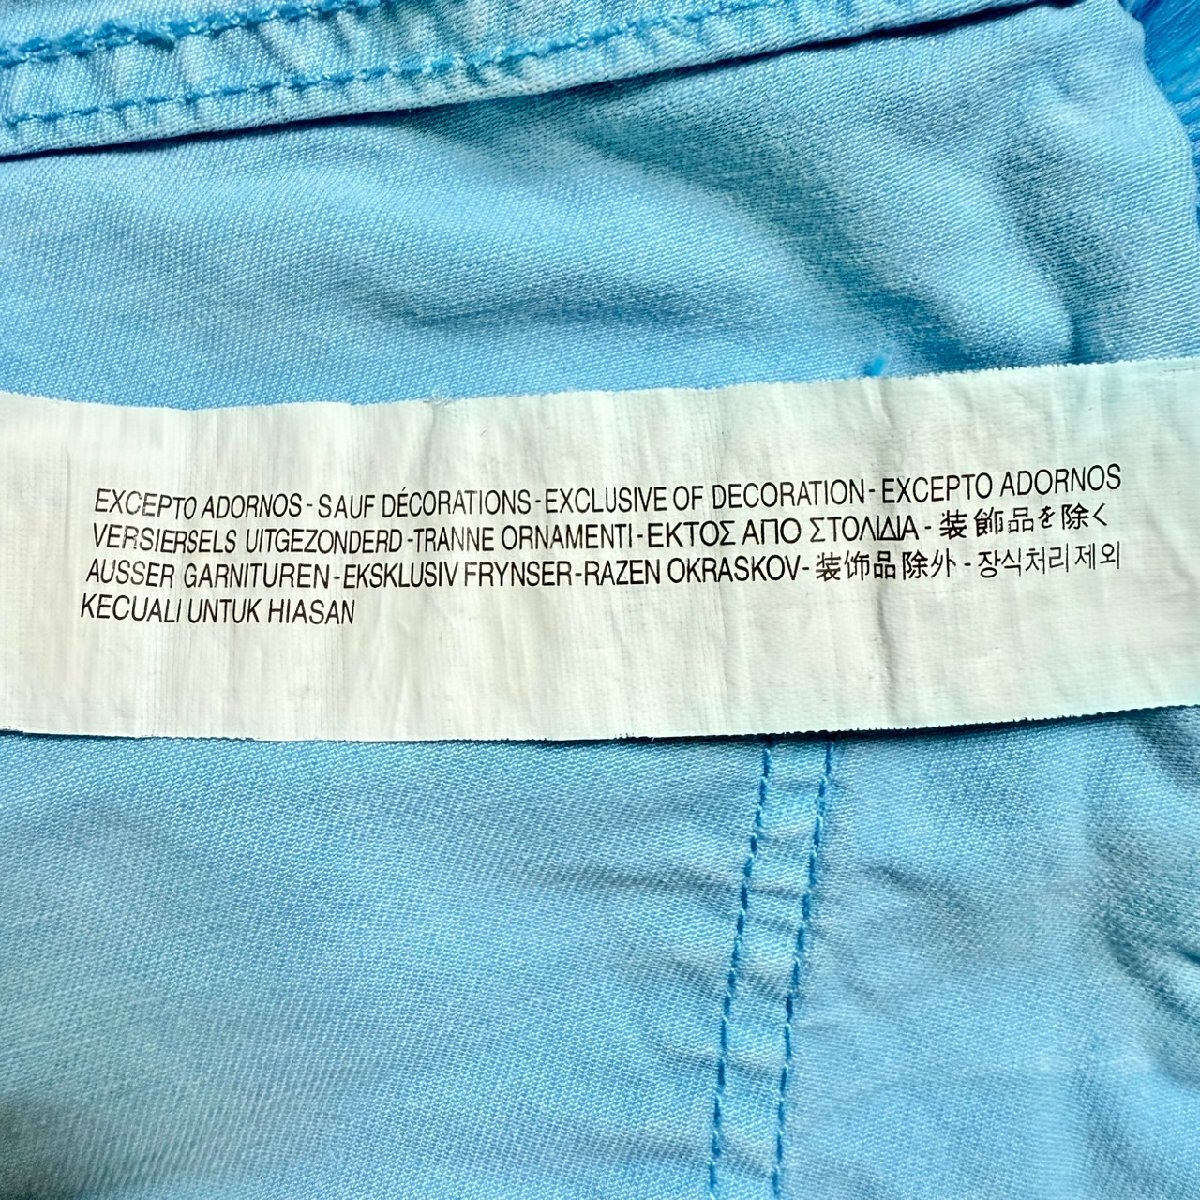 EXCEPTO ADORNOS - SAUF DÉCORATIONS - EXCLUSIVE OF DECORATION - EXCEPTO ADORNOS
VERSIERSELS UITGEZONDERD - TRANNE ORNAMENTI - ΕΚΤΟΣ ΑΠΟ ΣΤΟΛΙΔΙΑ - 装飾品を除く
AUSSER GARNITUREN - EKSKLUSIV FRYNSER - RAZEN OKRASKOV - 装饰品除外 - 장식처리제외
KECUALI UNTUK HIASAN